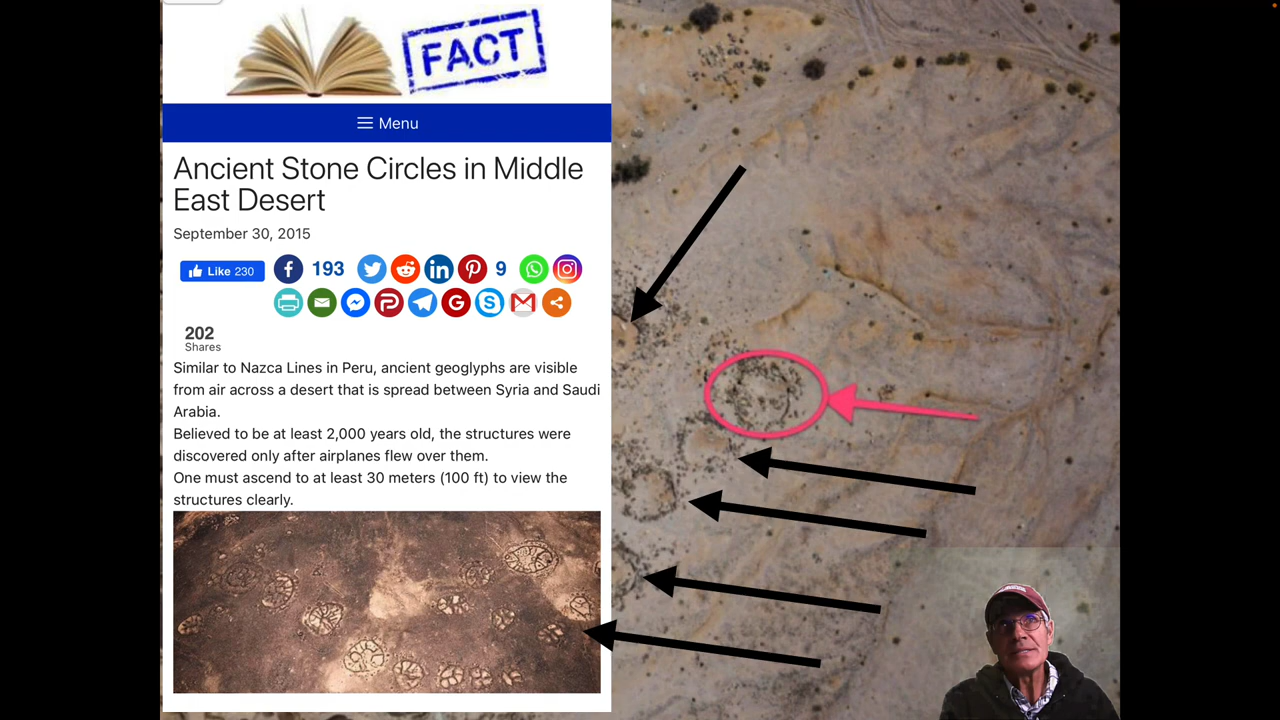 FACT
Menu
Ancient Stone Circles in Middle
East Desert
September 30, 2015
Like 230
193
9
202
Shares
Similar to Nazca Lines in Peru, ancient geoglyphs are visible
from air across a desert that is spread between Syria and Saudi
Arabia.
Believed to be at least 2,000 years old, the structures were
discovered only after airplanes flew over them.
One must ascend to at least 30 meters (100 ft) to view the
structures clearly.